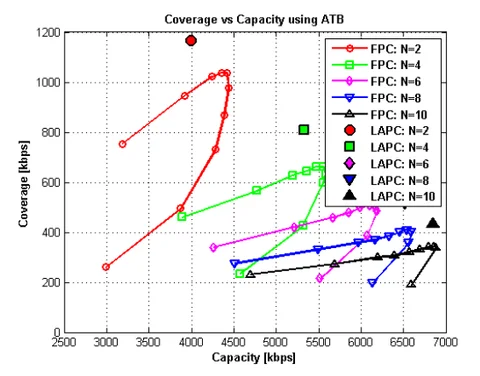 Coverage vs Capacity using ATB
1200
1000
800
600
400
200
0
Coverage [kbps]
FPC: N=2
FPC: N=4
FPC: N=6
FPC: N=8
FPC: N=10
LAPC: N=2
LAPC: N=4
LAPC: N=6
LAPC: N=8
LAPC: N=10
2500 3000 3500 4000 4500 5000 5500 6000 6500 7000
Capacity [kbps]